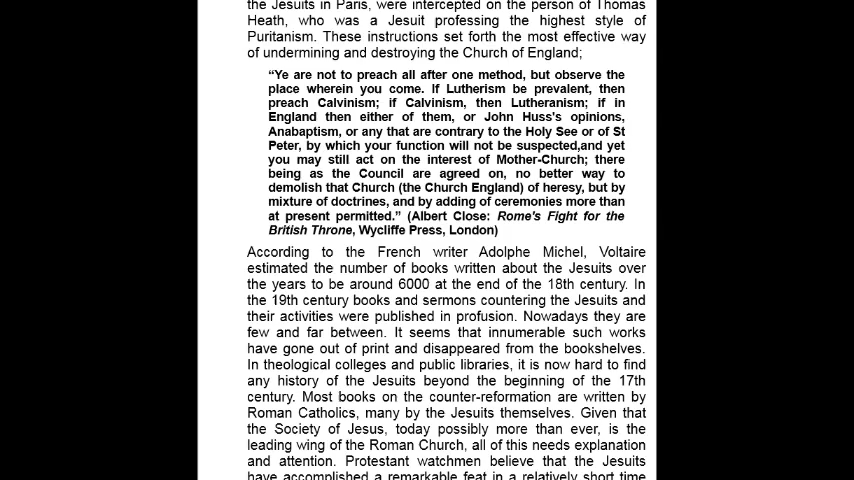 the Jesuits in Paris, were intercepted on the person of Thomas
Heath, who was a Jesuit professing the highest style of
Puritanism. These instructions set forth the most effective way
of undermining and destroying the Church of England;
“Ye are not to preach all after one method, but observe the
place wherein you come. If Lutherism be prevalent, then
preach Calvinism; if Calvinism, then Lutheranism; if in
England then either of them, or John Huss's opinions,
Anabaptism, or any that are contrary to the Holy See or of St
Peter, by which your function will not be suspected,and yet
you may still act on the interest of Mother-Church; there
being as the Council are agreed on, no better way to
demolish that Church (the Church England) of heresy, but by
mixture of doctrines, and by adding of ceremonies more than
at present permitted.” (Albert Close: Rome's Fight for the
British Throne, Wycliffe Press, London)
According to the French writer Adolphe Michel, Voltaire
estimated the number of books written about the Jesuits over
the years to be around 6000 at the end of the 18th century. In
the 19th century books and sermons countering the Jesuits and
their activities were published in profusion. Nowadays they are
few and far between. It seems that innumerable such works
have gone out of print and disappeared from the bookshelves.
In theological colleges and public libraries, it is now hard to find
any history of the Jesuits beyond the beginning of the 17th
century. Most books on the counter-reformation are written by
Roman Catholics, many by the Jesuits themselves. Given that
the Society of Jesus, today possibly more than ever, is the
leading wing of the Roman Church, all of this needs explanation
and attention. Protestant watchmen believe that the Jesuits
have accomplished a remarkable feat in a relatively short time